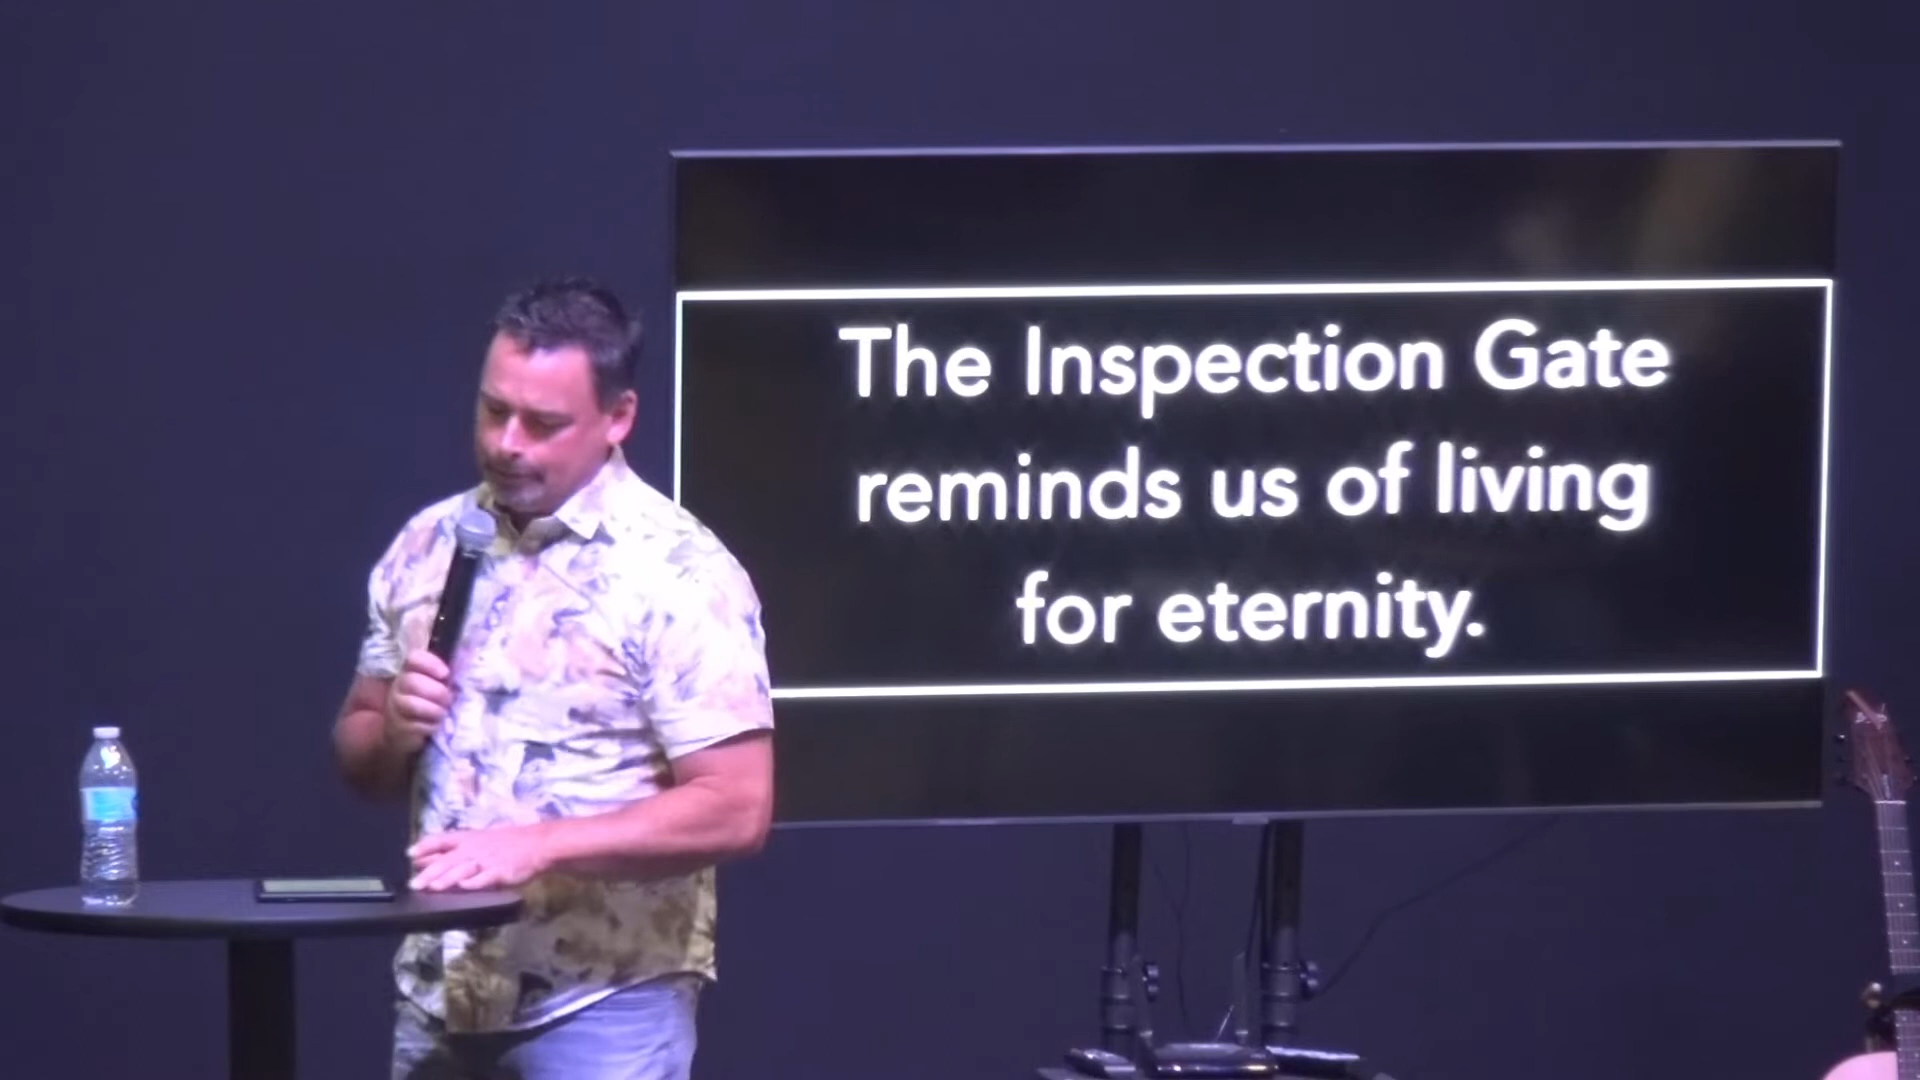 The Inspection Gate
reminds us of living
for eternity.